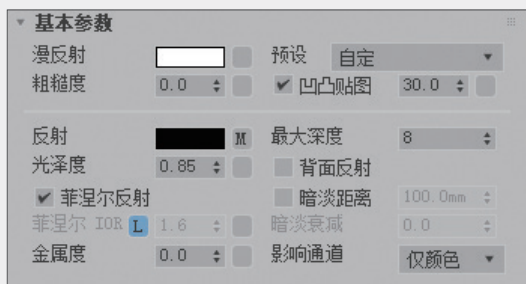 基本参数
漫反射 预设 自定
粗糙度 0.0 凹凸贴图 30.0
反射 M 最大深度 8
光泽度 0.85 背面反射
菲涅尔反射 暗淡距离 100.0mm
菲涅尔 IOR L 1.6 暗淡衰减 0.0
金属度 0.0 影响通道 仅颜色